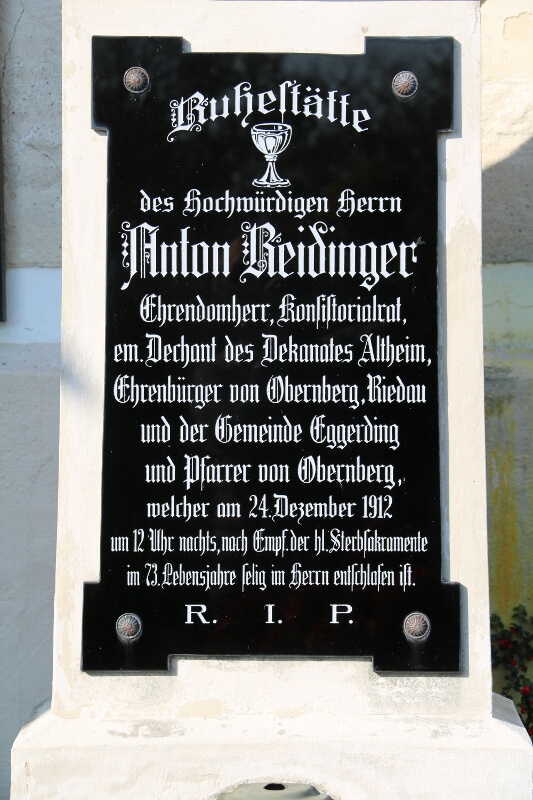 Ruhestätte
des Hochwürdigen Herrn
Anton Reidinger
Ehrendomherr, Konsistorialrat,
em. Dechant des Dekanates Altheim,
Ehrenbürger von Obernberg, Riedau
und der Gemeinde Eggerding
und Pfarrer von Obernberg,
welcher am 24. Dezember 1912
um 12 Uhr nachts, nach Empf. der hl. Sterbsakramente
im 73. Lebensjahre selig im Herrn entschlafen ist.
R. I. P.